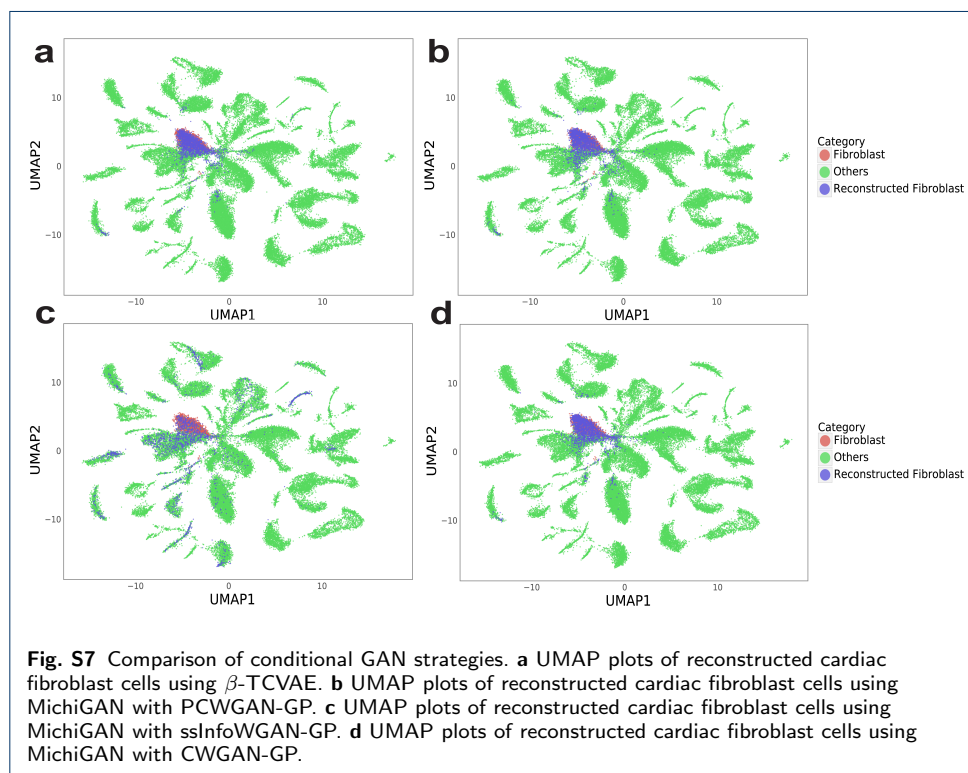 a
b
10
0
−10
UMAP2
−10
0
10
UMAP1
10
0
−10
UMAP2
−10
0
10
UMAP1
Category
Fibroblast
Others
Reconstructed Fibroblast
c
d
10
0
−10
UMAP2
−10
0
10
UMAP1
10
0
−10
UMAP2
−10
0
10
UMAP1
Category
Fibroblast
Others
Reconstructed Fibroblast
Fig. S7 Comparison of conditional GAN strategies. a UMAP plots of reconstructed cardiac
fibroblast cells using β-TCVAE. b UMAP plots of reconstructed cardiac fibroblast cells using
MichiGAN with PCWGAN-GP. c UMAP plots of reconstructed cardiac fibroblast cells using
MichiGAN with ssInfoWGAN-GP. d UMAP plots of reconstructed cardiac fibroblast cells using
MichiGAN with CWGAN-GP.